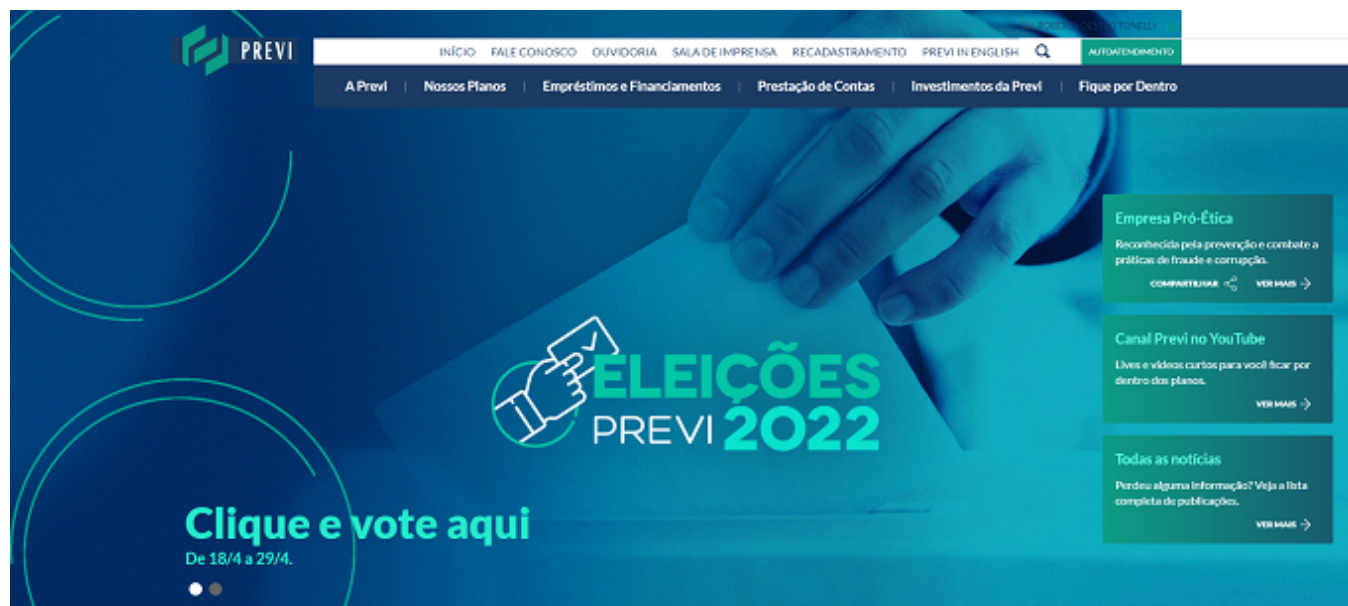 DESTRO TONELLI
PREVI
INÍCIO FALE CONOSCO OUVIDORIA SALA DE IMPRENSA RECADASTRAMENTO PREVI IN ENGLISH
AUTOATENDIMENTO
A Previ | Nossos Planos | Empréstimos e Financiamentos | Prestação de Contas | Investimentos da Previ | Fique por Dentro
Empresa Pró-Ética
Reconhecida pela prevenção e combate a
práticas de fraude e corrupção.
COMPARTILHAR VER MAIS
Canal Previ no YouTube
Lives e vídeos curtos para você ficar por
dentro dos planos.
VER MAIS
ELEIÇÕES
PREVI 2022
Todas as notícias
Perdeu alguma informação? Veja a lista
completa de publicações.
VER MAIS
Clique e vote aqui
De 18/4 a 29/4.